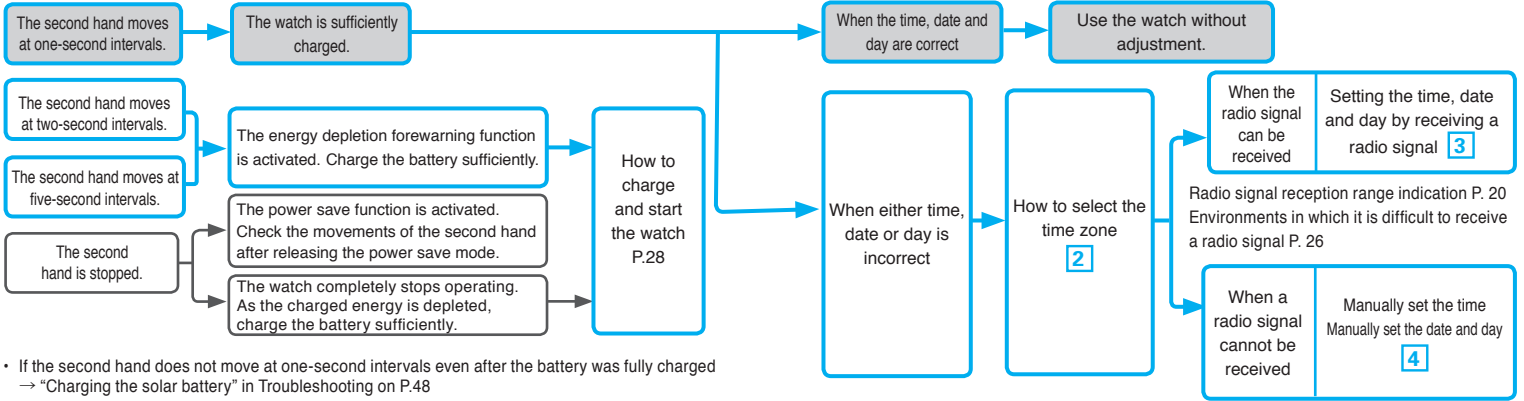 The second hand moves
at one-second intervals.
The watch is sufficiently
charged.
When the time, date and
day are correct
Use the watch without
adjustment.
The second hand moves
at two-second intervals.
The second hand moves at
five-second intervals.
The energy depletion forewarning function
is activated. Charge the battery sufficiently.
The second
hand is stopped.
The power save function is activated.
Check the movements of the second hand
after releasing the power save mode.
The watch completely stops operating.
As the charged energy is depleted,
charge the battery sufficiently.
How to
charge
and start
the watch
P.28
When either time,
date or day is
incorrect
How to select the
time zone
2
When the
radio signal
can be
received
Setting the time, date
and day by receiving a
radio signal 3
Radio signal reception range indication P. 20
Environments in which it is difficult to receive
a radio signal P. 26
When a
radio signal
cannot be
received
Manually set the time
Manually set the date and day
4
• If the second hand does not move at one-second intervals even after the battery was fully charged
→ “Charging the solar battery” in Troubleshooting on P.48